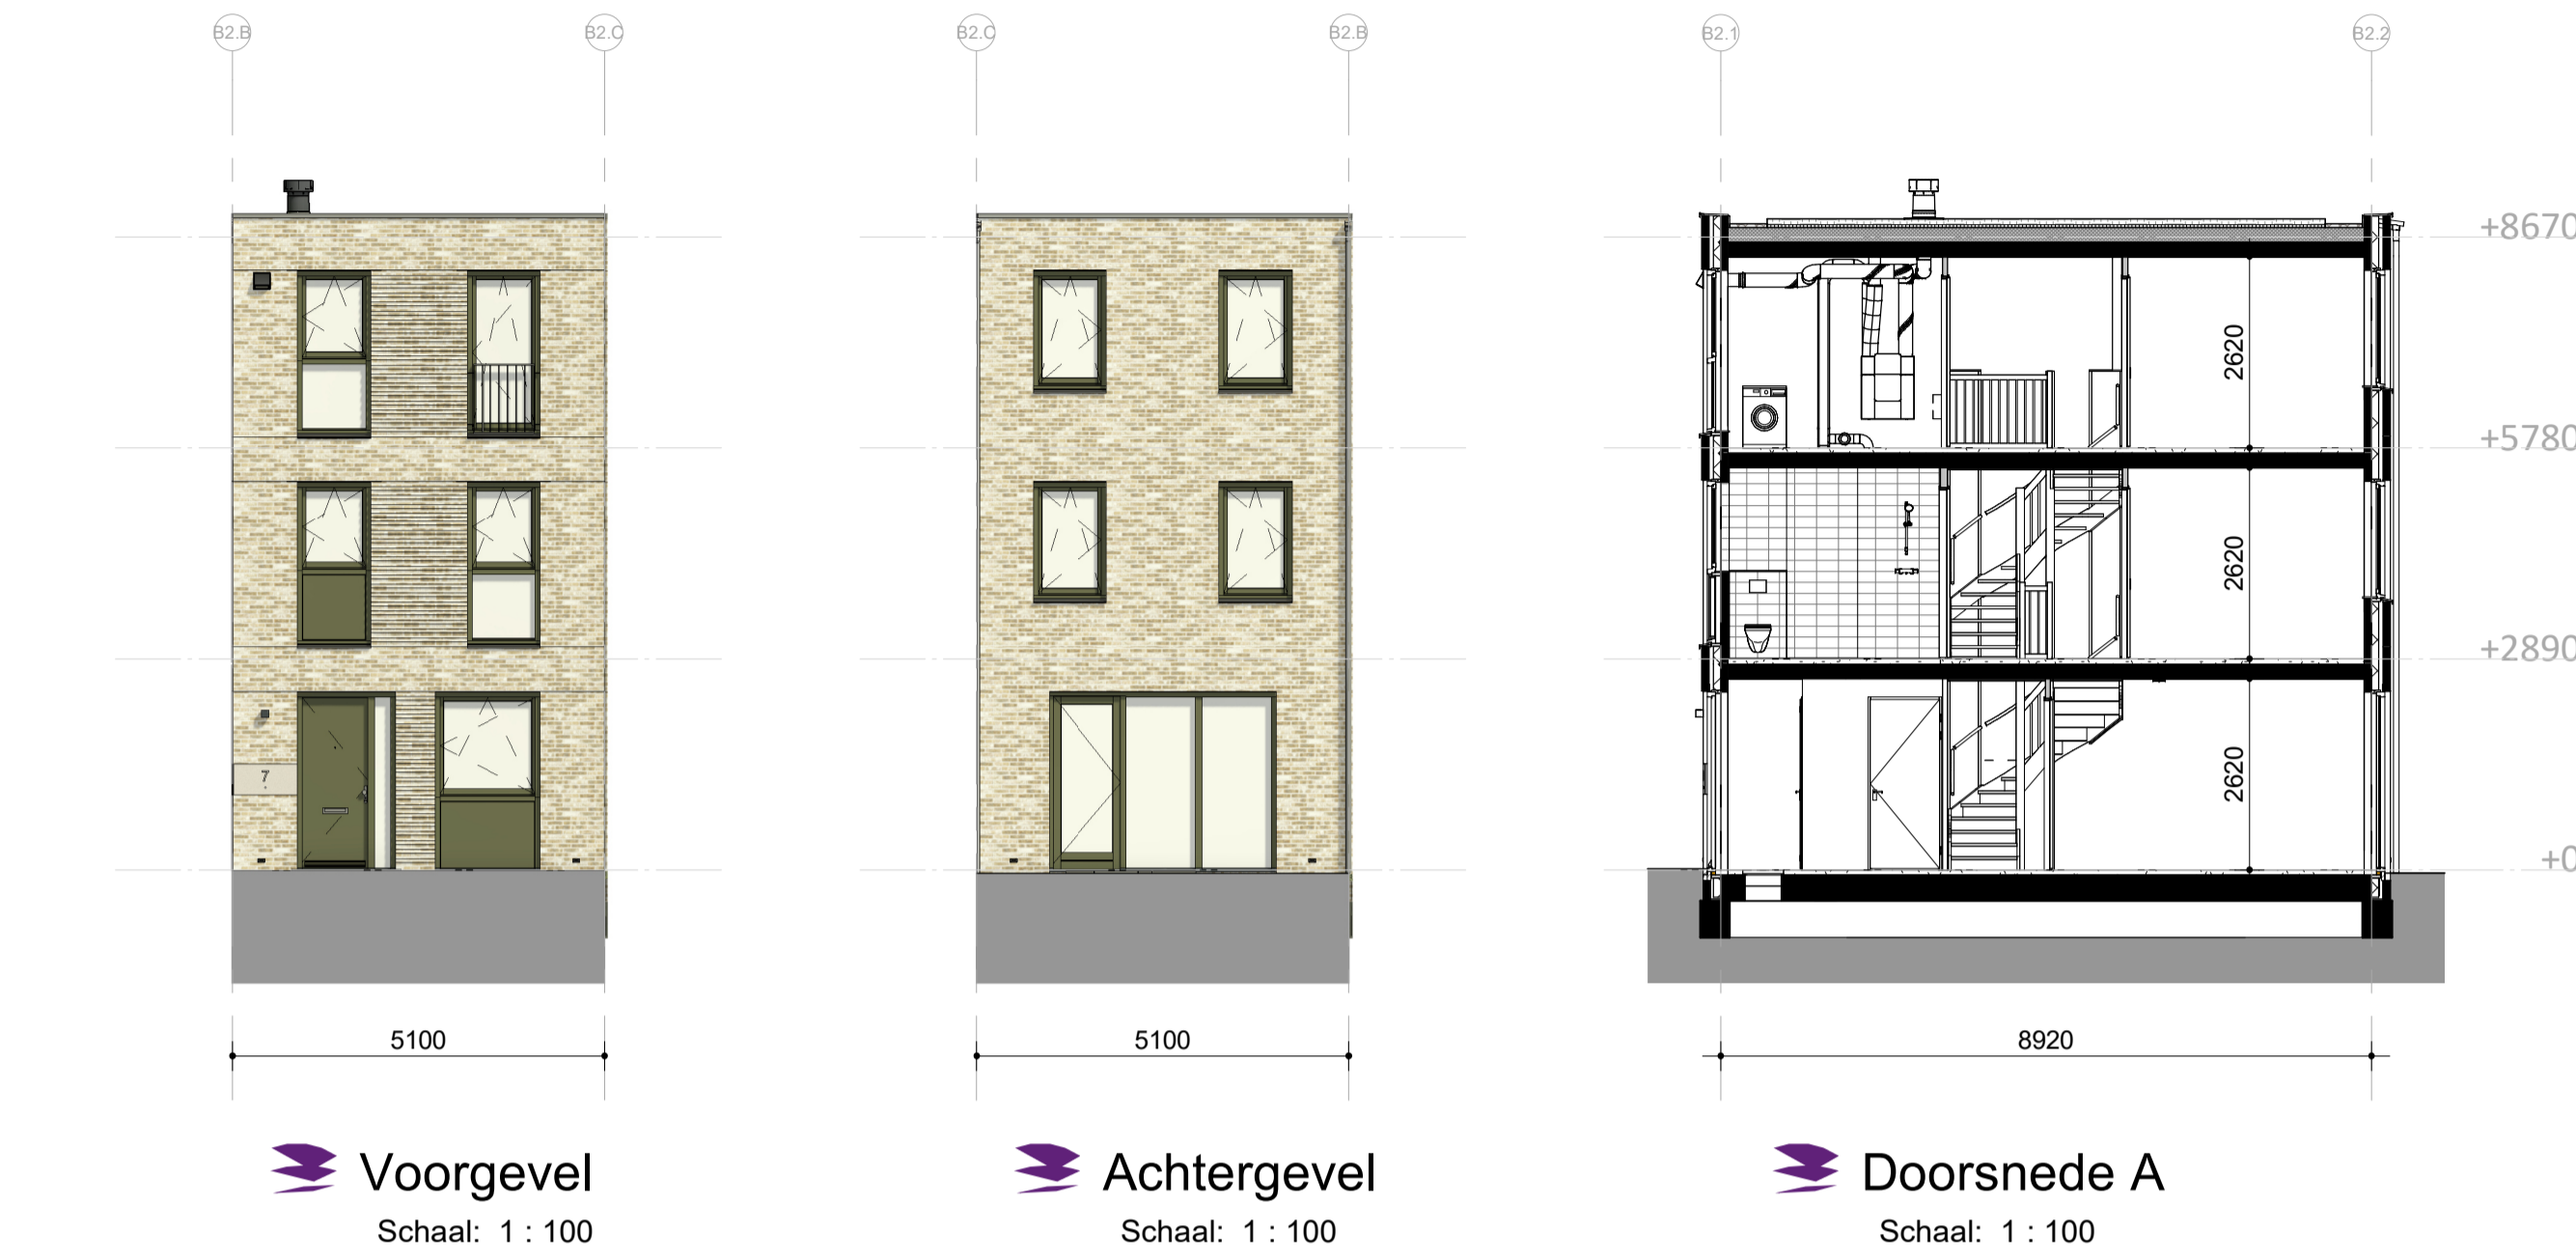 B2.B
B2.C
B2.C
B2.B
B2.1
B2.2
+8670
2620
+5780
2620
+2890
7
2620
+0
5100
5100
8920
Voorgevel
Schaal: 1 : 100
Achtergevel
Schaal: 1 : 100
Doorsnede A
Schaal: 1 : 100